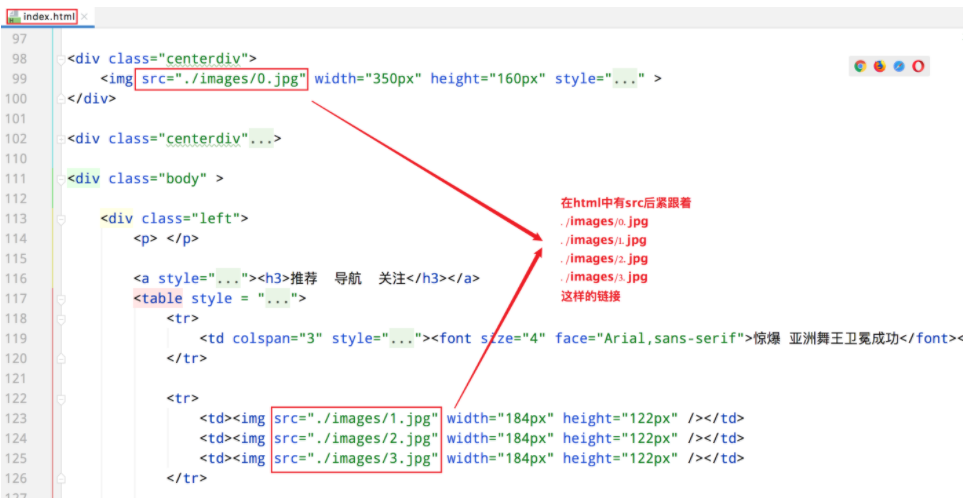 index.html
97
98 <div class="centerdiv">
99 <img src="./images/0.jpg" width="350px" height="160px" style="..." >
100 </div>
101
102 <div class="centerdiv"...>
110
111 <div class="body" >
112
在html中有src后紧跟着
113 <div class="left">
./images/0.jpg
114 <p> </p>
./images/1.jpg
115
./images/2.jpg
116 <a style="..."><h3>推荐 导航 关注</h3></a>
./images/3.jpg
117 <table style = "...">
这样的链接
118 <tr>
119 <td colspan="3" style="..."><font size="4" face="Arial,sans-serif">惊爆 亚洲舞王卫冕成功</font><
120 </tr>
121
122 <tr>
123 <td><img src="./images/1.jpg" width="184px" height="122px" /></td>
124 <td><img src="./images/2.jpg" width="184px" height="122px" /></td>
125 <td><img src="./images/3.jpg" width="184px" height="122px" /></td>
126 </tr>
127